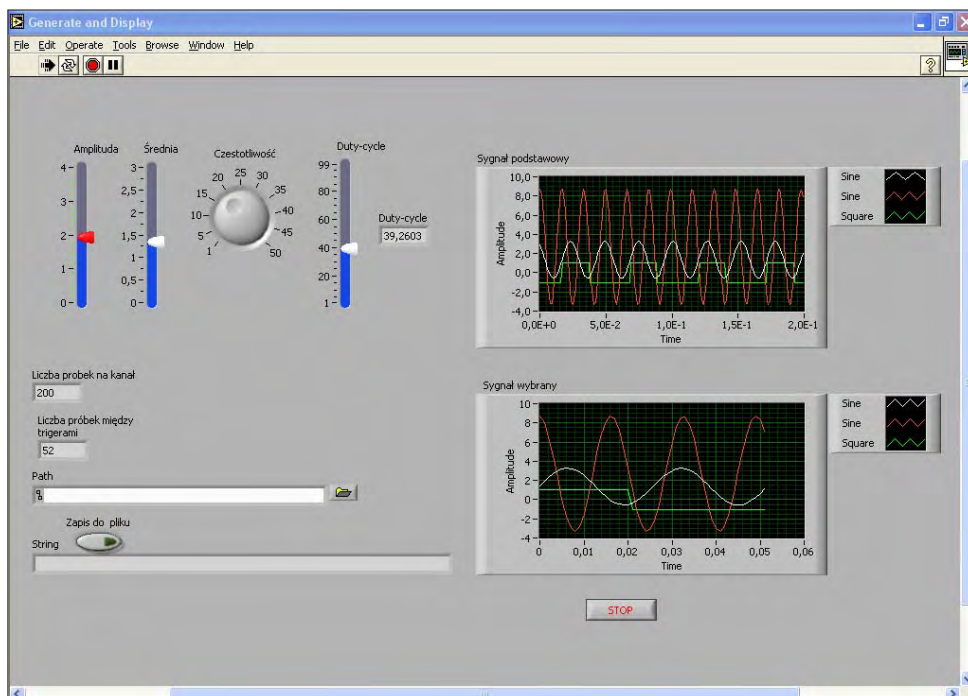 Generate and Display
File Edit Operate Tools Browse Window Help
?
Amplituda
4
3
2
1
0
Średnia
3
2,5
2
1,5
1
0,5
0
Czestotliwość
1
5
10
15
20
25
30
35
40
45
50
Duty-cycle
99
80
60
40
20
1
Duty-cycle
39,2603
Liczba probek na kanał
200
Liczba próbek między
trigerami
52
Path
Zapis do pliku
String
Sygnał podstawowy
Amplitude
10,0
8,0
6,0
4,0
2,0
0,0
-2,0
-4,0
0,0E+0 5,0E-2 1,0E-1 1,5E-1 2,0E-1
Time
Sine
Sine
Square
Sygnał wybrany
Amplitude
10
8
6
4
2
0
-2
-4
0 0,01 0,02 0,03 0,04 0,05 0,06
Time
Sine
Sine
Square
STOP